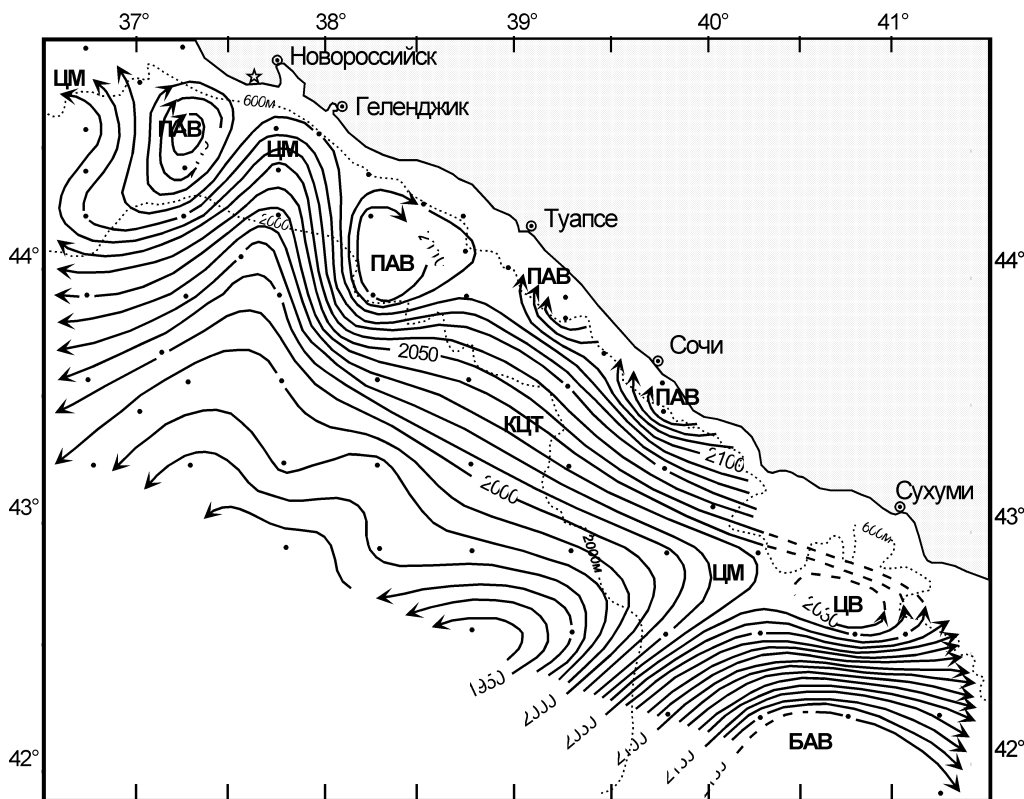 37° 38° 39° 40° 41°
Новороссийск
ЦМ
600м
Геленджик
ПАВ
ЦМ
Туапсе
2000
44°
ПАВ
44°
ПАВ
Сочи
2050
ПАВ
КЦТ
2100
2000
Сухуми
43°
43°
600м
2000м
ЦМ
ЦВ
1950
БАВ
42°
42°